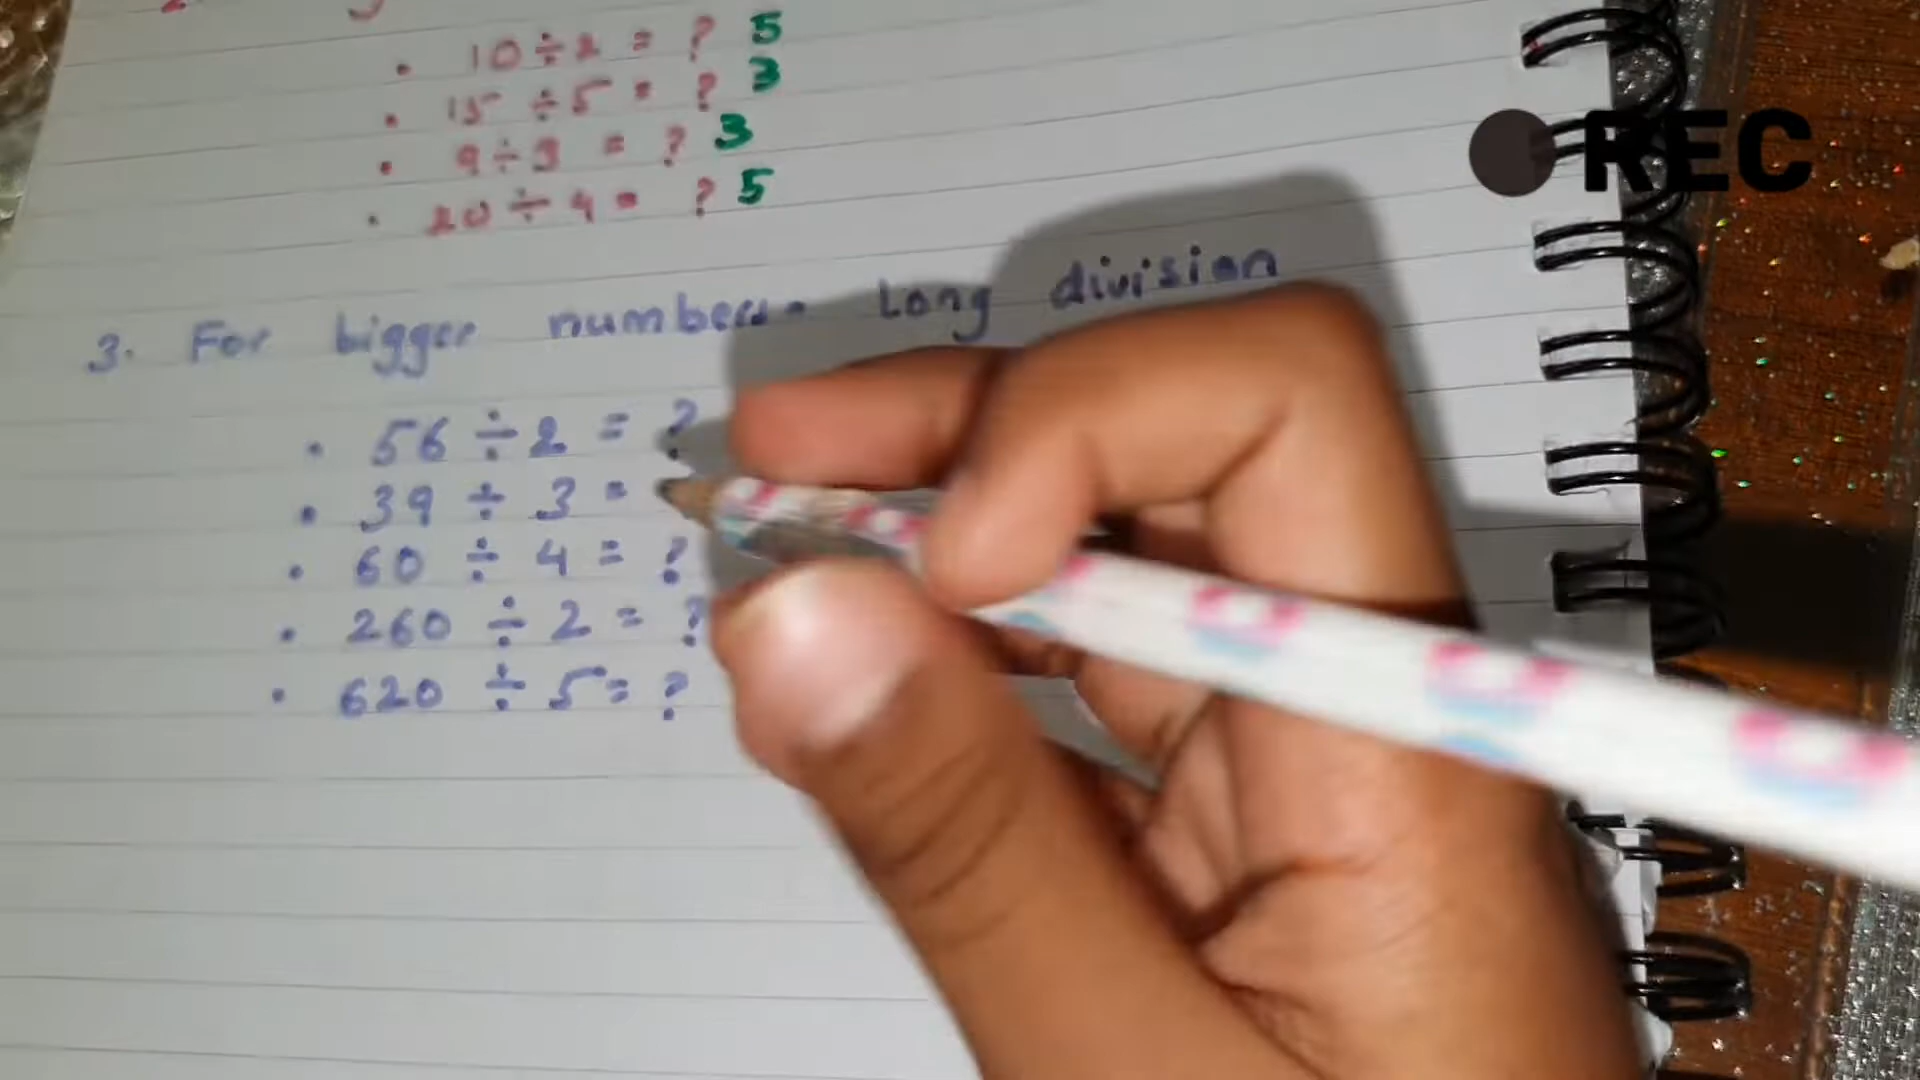 10 ÷ 2 = ? 5
• 15 ÷ 5 = ? 3
• 9 ÷ 3 = ? 3
• 20 ÷ 4 = ? 5
REC
3. For bigger numbers - Long division
• 56 ÷ 2 = ?
• 39 ÷ 3 =
• 60 ÷ 4 = ?
• 260 ÷ 2 = ?
• 620 ÷ 5 = ?